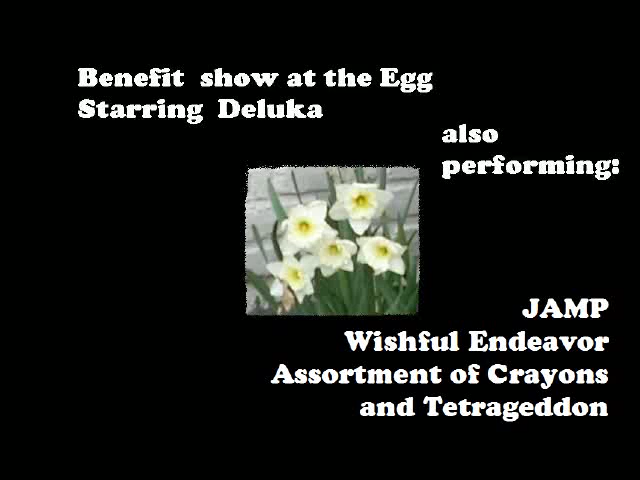 Benefit show at the Egg
Starring Deluka
also
performing:
JAMP
Wishful Endeavor
Assortment of Crayons
and Tetrageddon